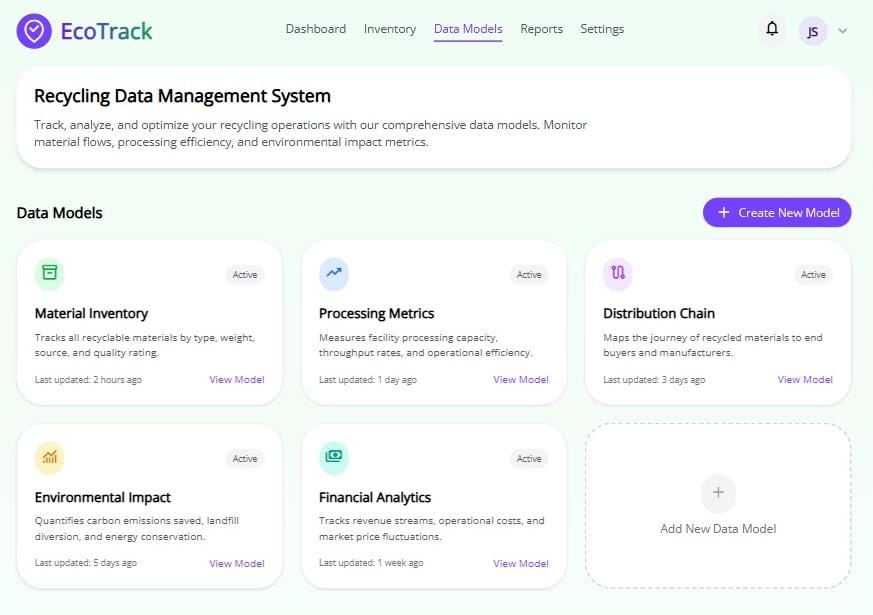 EcoTrack
Dashboard
Inventory
Data Models
Reports
Settings
JS
Recycling Data Management System
Track, analyze, and optimize your recycling operations with our comprehensive data models. Monitor
material flows, processing efficiency, and environmental impact metrics.
Data Models
Create New Model
Active
Material Inventory
Tracks all recyclable materials by type, weight,
source, and quality rating.
Last updated: 2 hours ago
View Model
Active
Processing Metrics
Measures facility processing capacity,
throughput rates, and operational efficiency.
Last updated: 1 day ago
View Model
Active
Distribution Chain
Maps the journey of recycled materials to end
buyers and manufacturers.
Last updated: 3 days ago
View Model
Active
Environmental Impact
Quantifies carbon emissions saved, landfill
diversion, and energy conservation.
Last updated: 5 days ago
View Model
Active
Financial Analytics
Tracks revenue streams, operational costs, and
market price fluctuations.
Last updated: 1 week ago
View Model
Add New Data Model